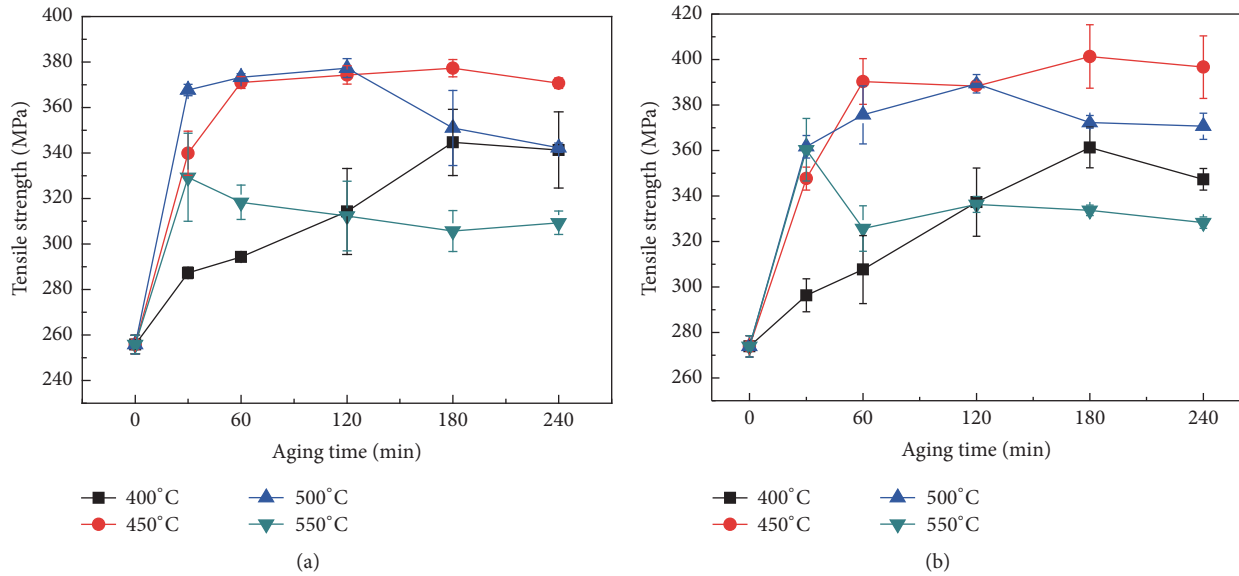 400
380
360
340
320
300
280
260
240
Tensile strength (MPa)
0 60 120 180 240
Aging time (min)
400°C 500°C
450°C 550°C
(a)
420
400
380
360
340
320
300
280
260
Tensile strength (MPa)
0 60 120 180 240
Aging time (min)
400°C 500°C
450°C 550°C
(b)